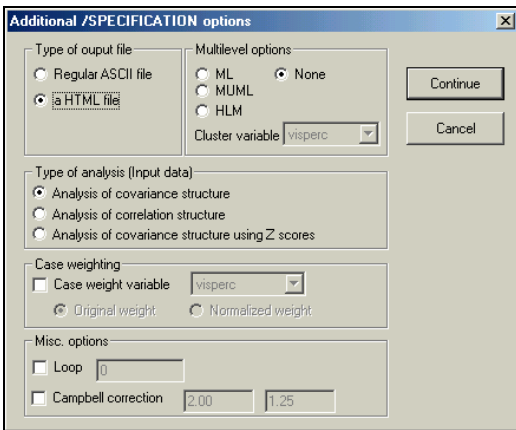 Additional /SPECIFICATION options
Type of ouput file
Regular ASCII file
a HTML file
Multilevel options
ML
None
MUML
HLM
Cluster variable visperc
Continue
Cancel
Type of analysis (Input data)
Analysis of covariance structure
Analysis of correlation structure
Analysis of covariance structure using Z scores
Case weighting
Case weight variable visperc
Original weight Normalized weight
Misc. options
Loop 0
Campbell correction 2.00 1.25